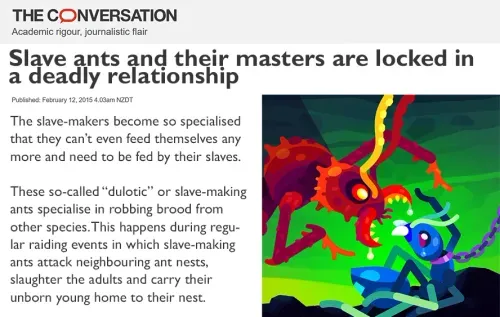 THE CONVERSATION
Academic rigour, journalistic flair
Slave ants and their masters are locked in
a deadly relationship
Published: February 12, 2015 4.03am NZDT
The slave-makers become so specialised
that they can't even feed themselves any
more and need to be fed by their slaves.
These so-called "dulotic" or slave-making
ants specialise in robbing brood from
other species. This happens during regu-
lar raiding events in which slave-making
ants attack neighbouring ant nests,
slaughter the adults and carry their
unborn young home to their nest.